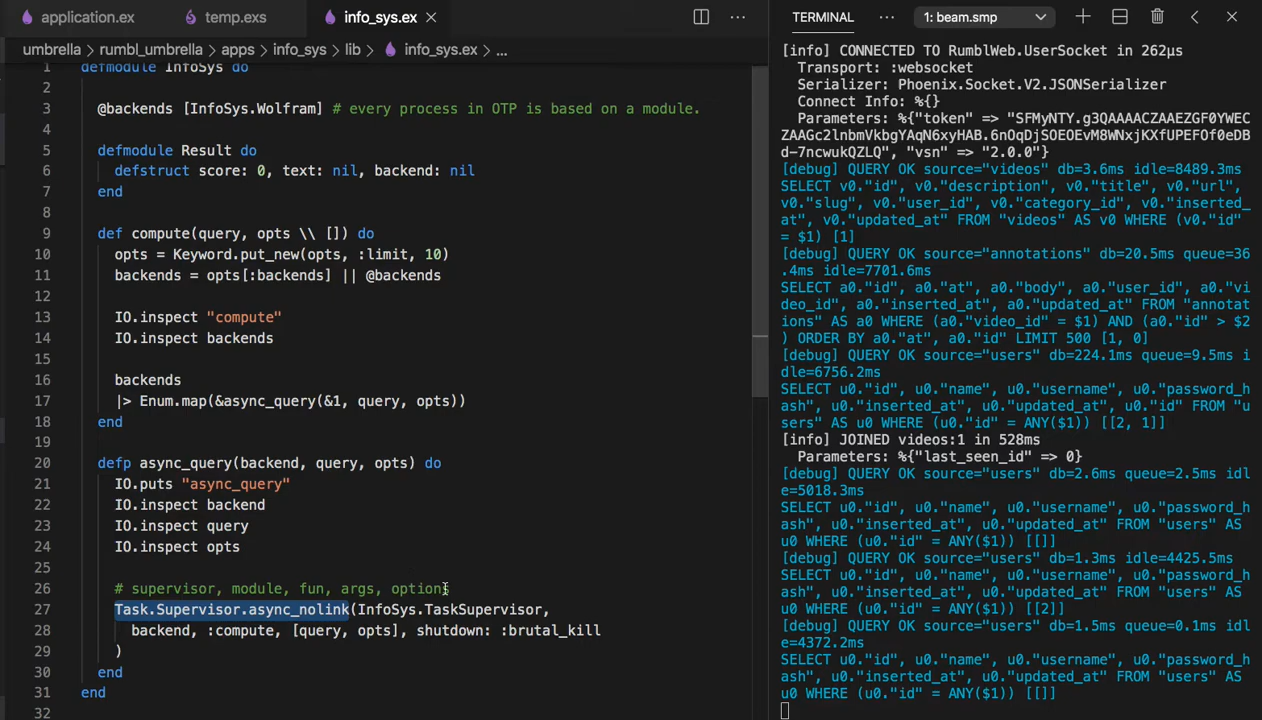 application.ex
temp.exs
info_sys.ex
umbrella > rumbl_umbrella > apps > info_sys > lib > info_sys.ex > ...
1 defmodule InfoSys do
2
3 @backends [InfoSys.Wolfram] # every process in OTP is based on a module.
4
5 defmodule Result do
6 defstruct score: 0, text: nil, backend: nil
7 end
8
9 def compute(query, opts \\ []) do
10 opts = Keyword.put_new(opts, :limit, 10)
11 backends = opts[:backends] || @backends
12
13 IO.inspect "compute"
14 IO.inspect backends
15
16 backends
17 |> Enum.map(&async_query(&1, query, opts))
18 end
19
20 defp async_query(backend, query, opts) do
21 IO.puts "async_query"
22 IO.inspect backend
23 IO.inspect query
24 IO.inspect opts
25
26 # supervisor, module, fun, args, options
27 Task.Supervisor.async_nolink(InfoSys.TaskSupervisor,
28 backend, :compute, [query, opts], shutdown: :brutal_kill
29 )
30 end
31 end
32
TERMINAL
1: beam.smp
[info] CONNECTED TO RumblWeb.UserSocket in 262µs
Transport: :websocket
Serializer: Phoenix.Socket.V2.JSONSerializer
Connect Info: %{}
Parameters: %{"token" => "SFMyNTY.g3QAAAACZAAEZGF0YWEC
ZAAGc2lnbmVkbgYAqN6xyHAB.6nOqDjSOEOEvM8WNxjKXfUPEFOf0eDB
d-7ncwukQZLQ", "vsn" => "2.0.0"}
[debug] QUERY OK source="videos" db=3.6ms idle=8489.3ms
SELECT v0."id", v0."description", v0."title", v0."url",
v0."slug", v0."user_id", v0."category_id", v0."inserted_
at", v0."updated_at" FROM "videos" AS v0 WHERE (v0."id"
= $1) [1]
[debug] QUERY OK source="annotations" db=20.5ms queue=36
.4ms idle=7701.6ms
SELECT a0."id", a0."at", a0."body", a0."user_id", a0."vi
deo_id", a0."inserted_at", a0."updated_at" FROM "annotat
ions" AS a0 WHERE (a0."video_id" = $1) AND (a0."id" > $2
) ORDER BY a0."at", a0."id" LIMIT 500 [1, 0]
[debug] QUERY OK source="users" db=224.1ms queue=9.5ms i
dle=6756.2ms
SELECT u0."id", u0."name", u0."username", u0."password_h
ash", u0."inserted_at", u0."updated_at", u0."id" FROM "u
sers" AS u0 WHERE (u0."id" = ANY($1)) [[2, 1]]
[info] JOINED videos:1 in 528ms
Parameters: %{"last_seen_id" => 0}
[debug] QUERY OK source="users" db=2.6ms queue=2.5ms idl
e=5018.3ms
SELECT u0."id", u0."name", u0."username", u0."password_h
ash", u0."inserted_at", u0."updated_at" FROM "users" AS
u0 WHERE (u0."id" = ANY($1)) [[]]
[debug] QUERY OK source="users" db=1.3ms idle=4425.5ms
SELECT u0."id", u0."name", u0."username", u0."password_h
ash", u0."inserted_at", u0."updated_at" FROM "users" AS
u0 WHERE (u0."id" = ANY($1)) [[2]]
[debug] QUERY OK source="users" db=1.5ms queue=0.1ms idl
e=4372.2ms
SELECT u0."id", u0."name", u0."username", u0."password_h
ash", u0."inserted_at", u0."updated_at" FROM "users" AS
u0 WHERE (u0."id" = ANY($1)) [[]]